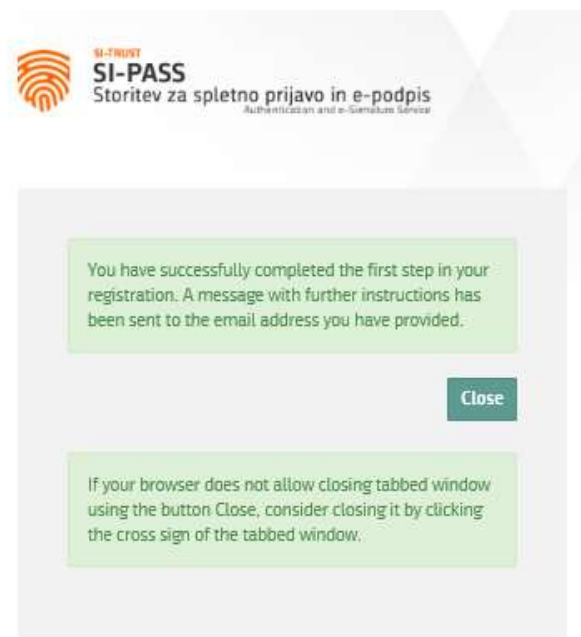 SI-TRUST
SI-PASS
Storitev za spletno prijavo in e-podpis
Authentication and e-Signature Service
You have successfully completed the first step in your
registration. A message with further instructions has
been sent to the email address you have provided.
Close
If your browser does not allow closing tabbed window
using the button Close, consider closing it by clicking
the cross sign of the tabbed window.